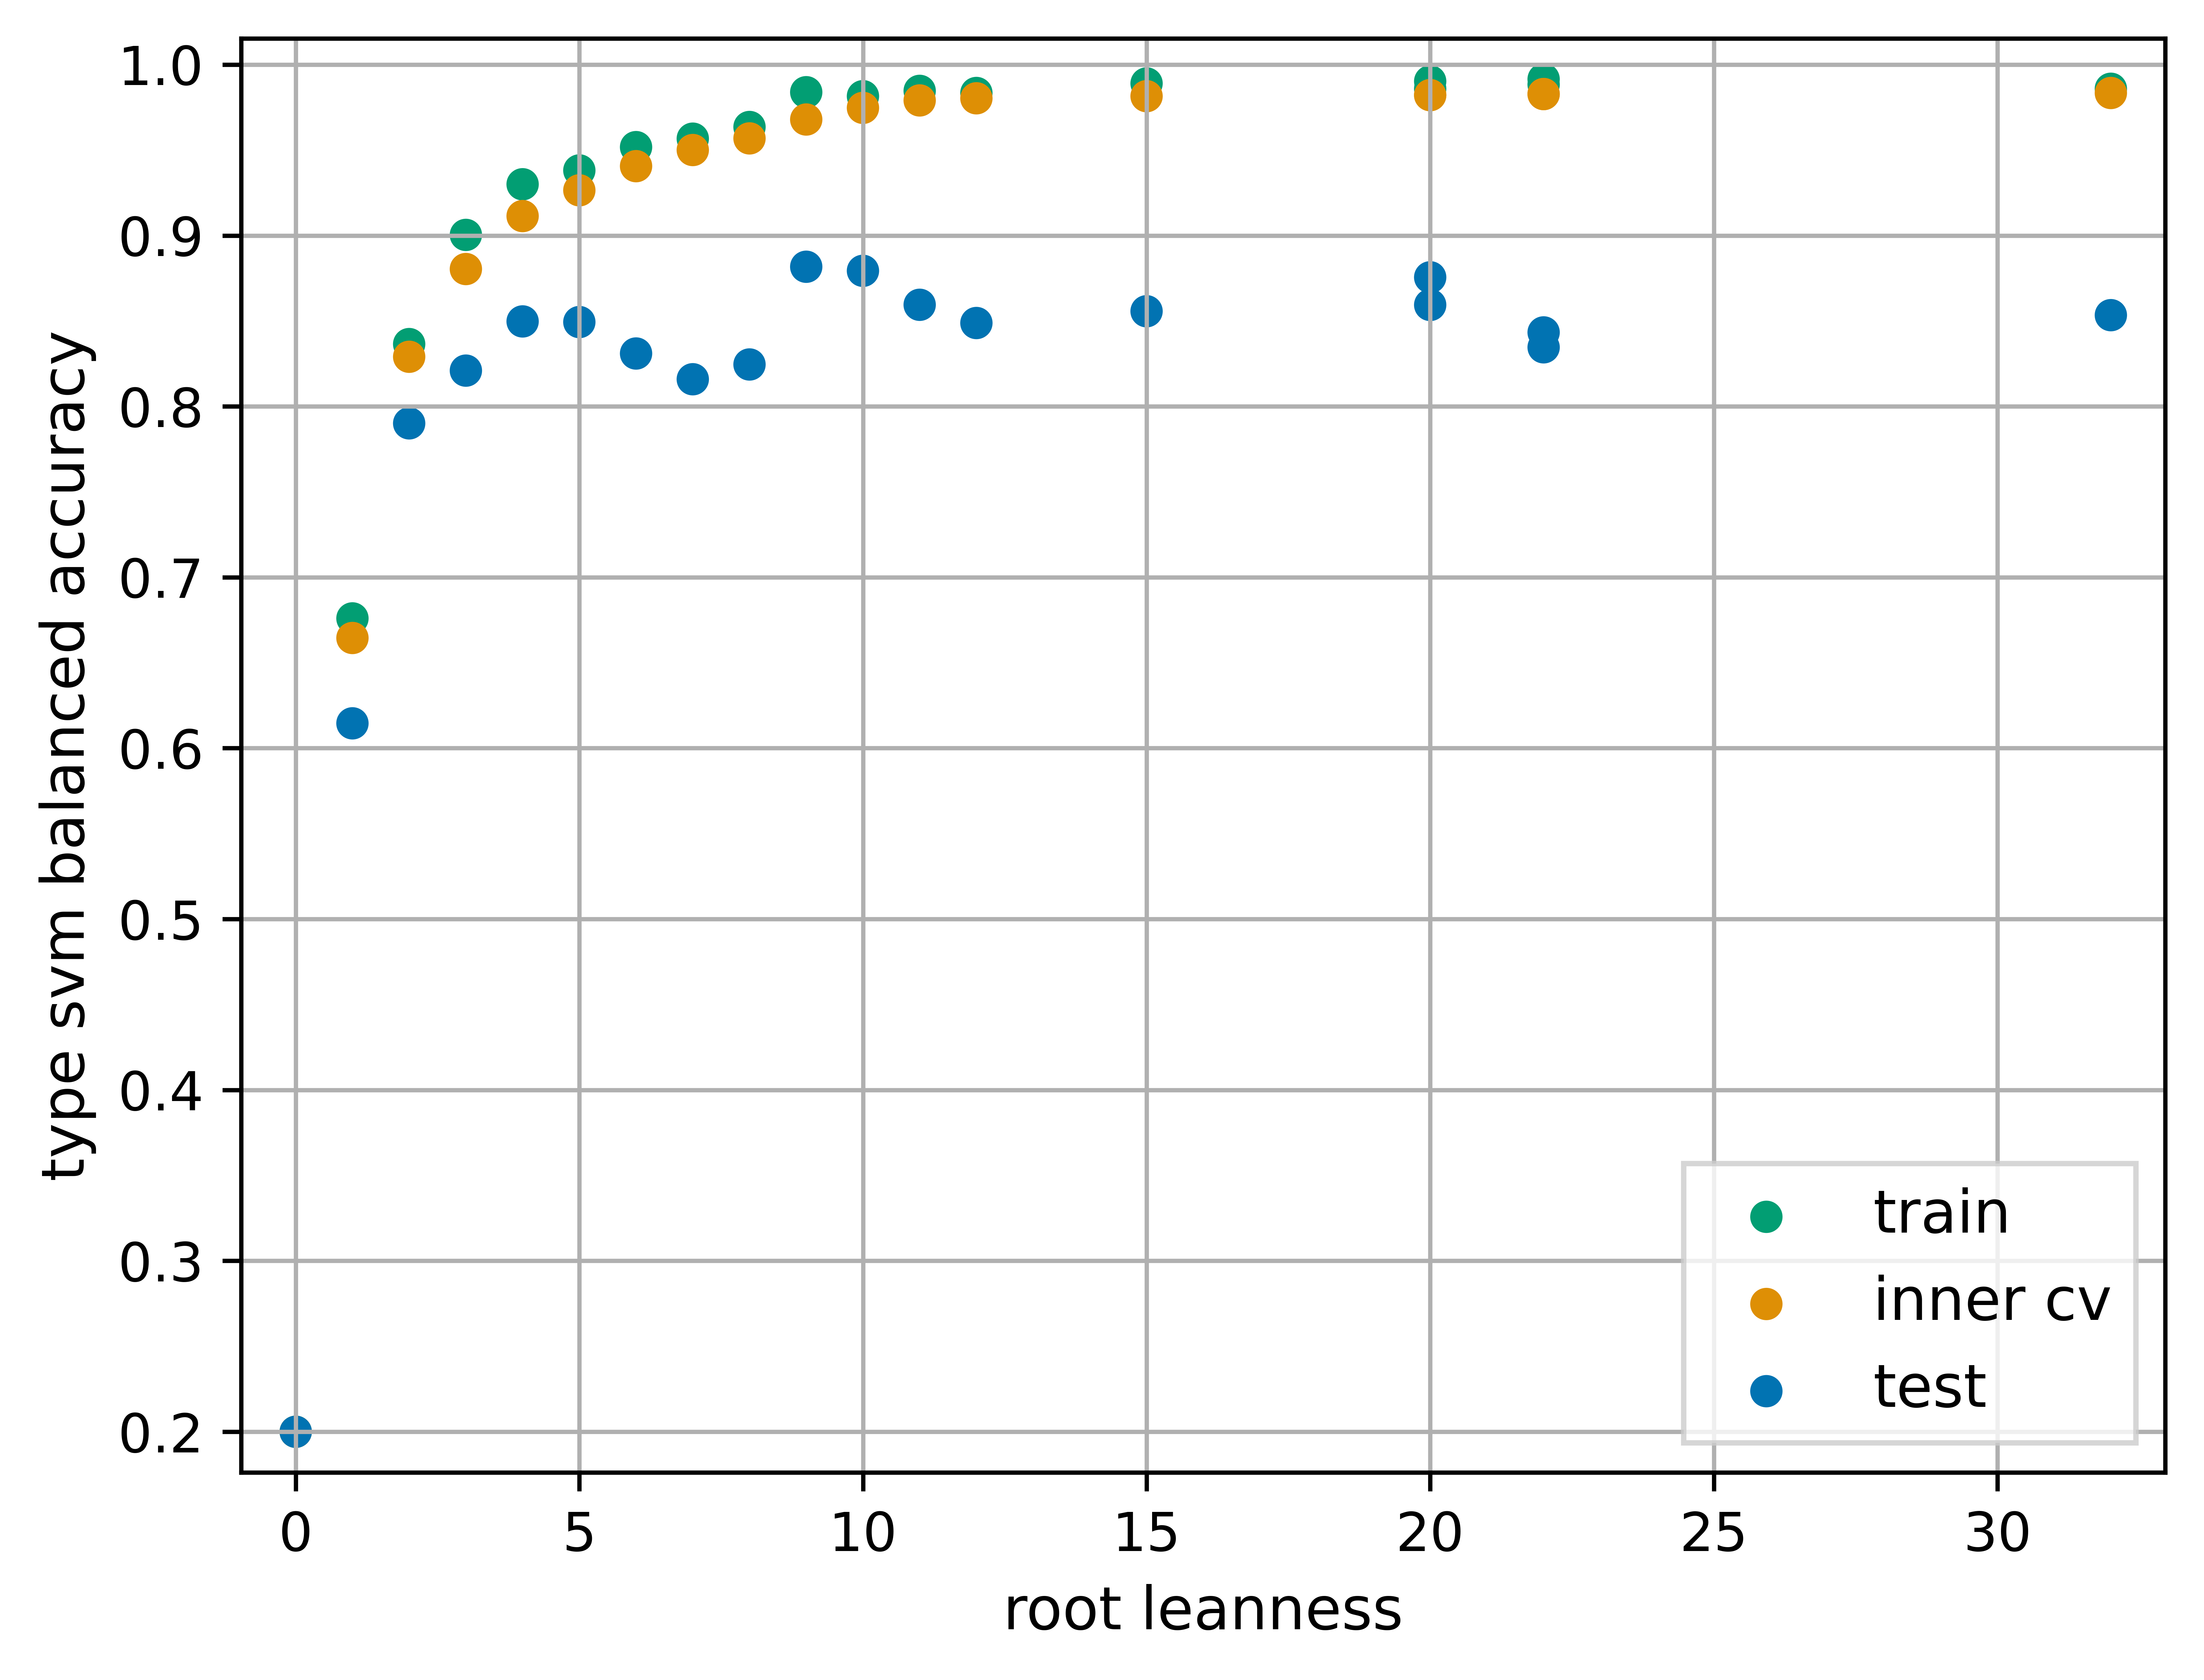 1.0
0.9
0.8
0.7
0.6
0.5
0.4
0.3
0.2
type svm balanced accuracy
0 5 10 15 20 25 30
root leanness
train
inner cv
test